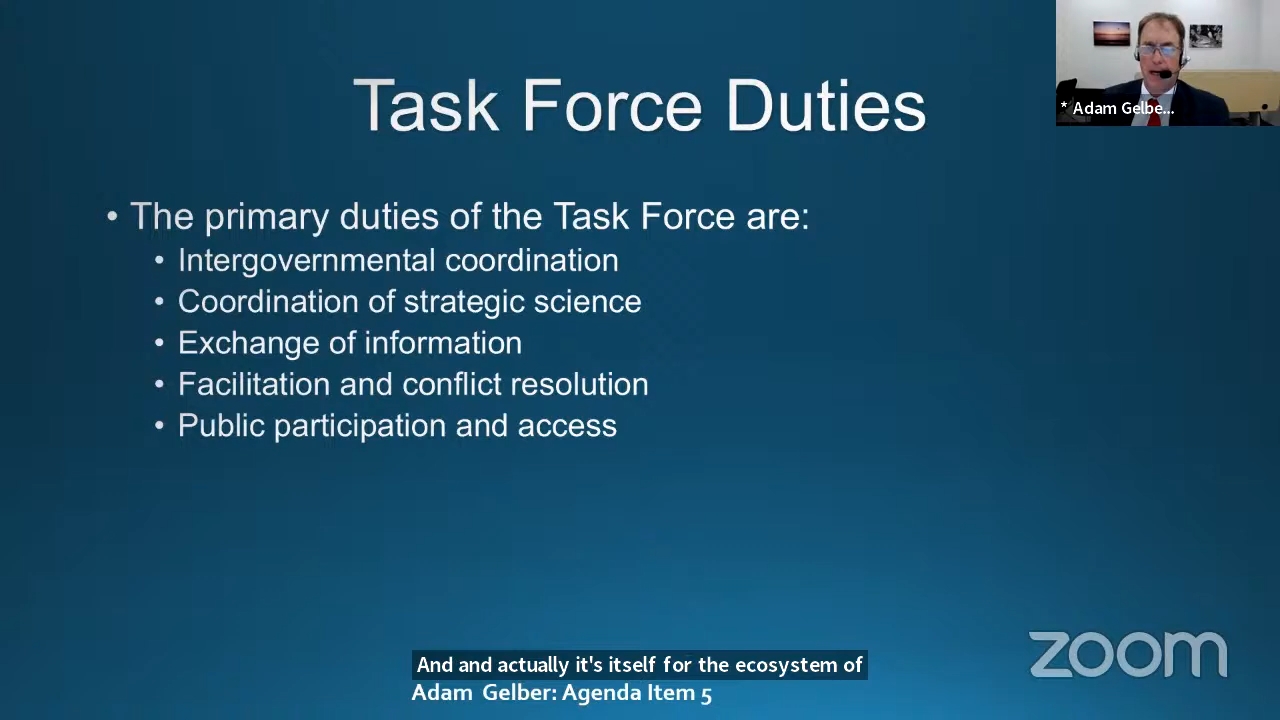 Task Force Duties
* Adam Gelbe...
• The primary duties of the Task Force are:
• Intergovernmental coordination
• Coordination of strategic science
• Exchange of information
• Facilitation and conflict resolution
• Public participation and access
zoom
And and actually it's itself for the ecosystem of
Adam Gelber: Agenda Item 5